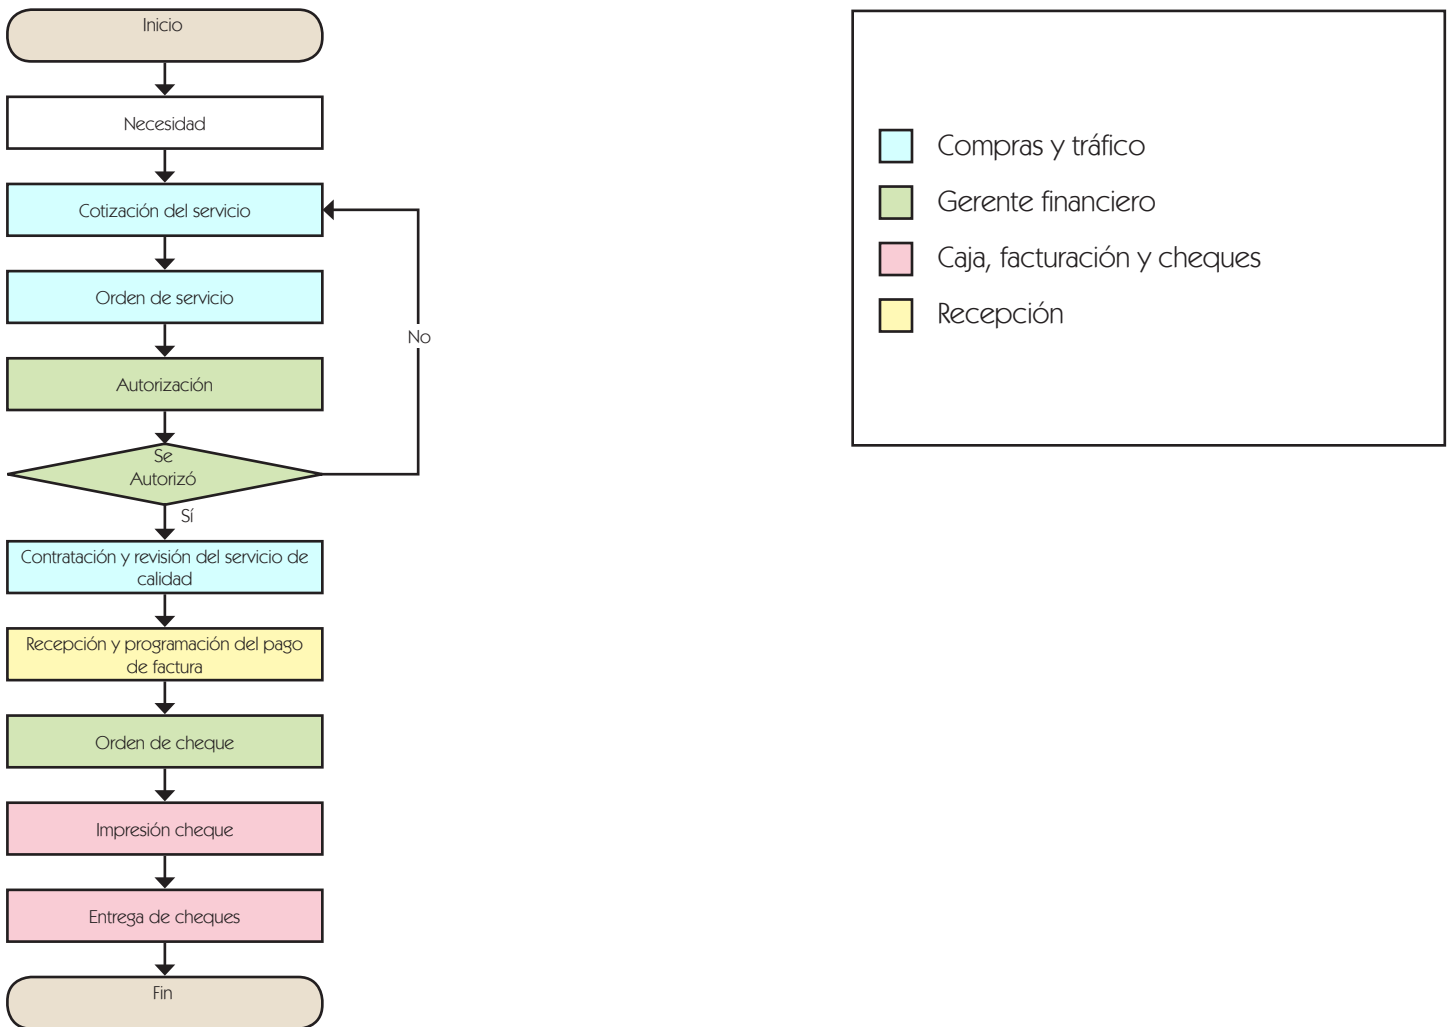 Inicio
Necesidad
Cotización del servicio
Orden de servicio
No
Autorización
Se
Autorizó
Sí
Contratación y revisión del servicio de
calidad
Recepción y programación del pago
de factura
Orden de cheque
Impresión cheque
Entrega de cheques
Fin
Compras y tráfico
Gerente financiero
Caja, facturación y cheques
Recepción